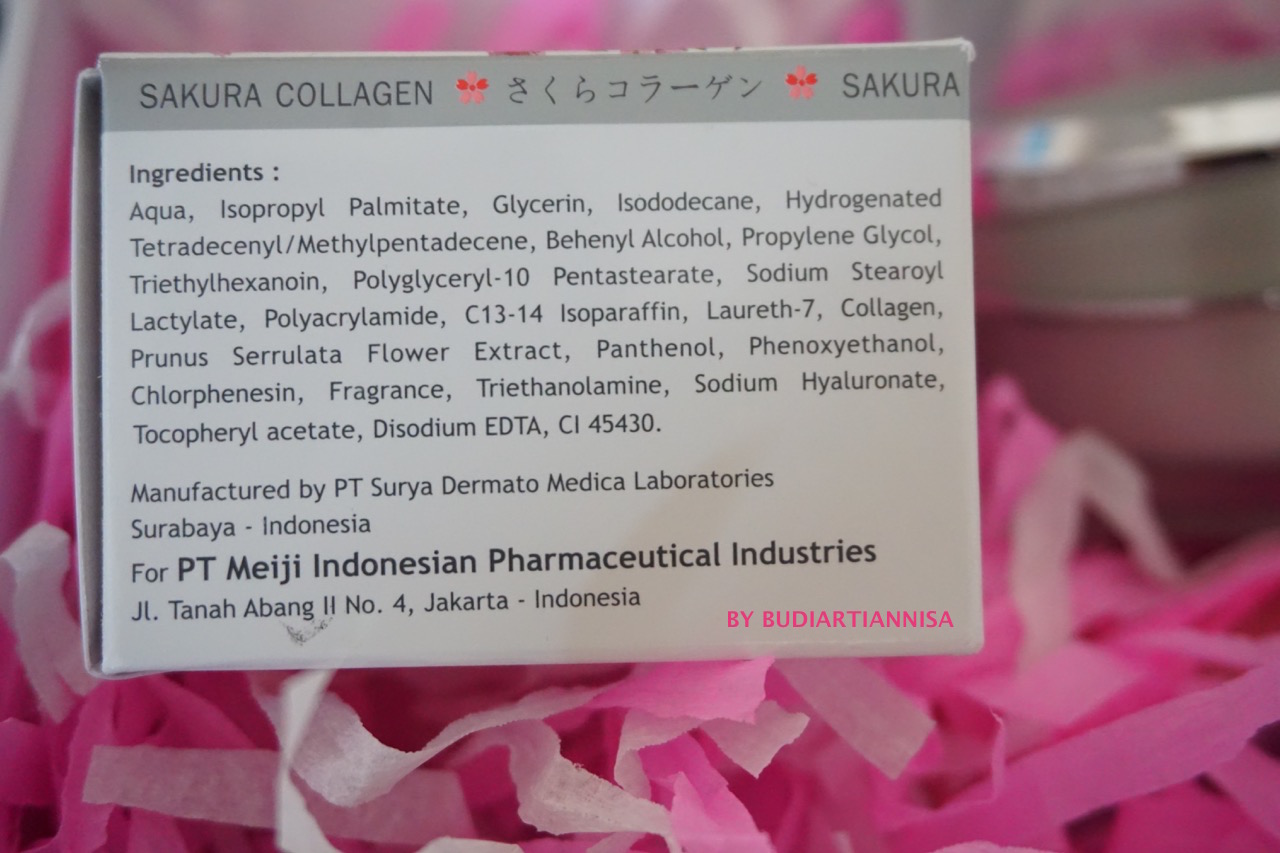 SAKURA COLLAGEN さくらコラーゲン SAKURA
Ingredients :
Aqua, Isopropyl Palmitate, Glycerin, Isododecane, Hydrogenated
Tetradecenyl/Methylpentadecene, Behenyl Alcohol, Propylene Glycol,
Triethylhexanoin, Polyglyceryl-10 Pentastearate, Sodium Stearoyl
Lactylate, Polyacrylamide, C13-14 Isoparaffin, Laureth-7, Collagen,
Prunus Serrulata Flower Extract, Panthenol, Phenoxyethanol,
Chlorphenesin, Fragrance, Triethanolamine, Sodium Hyaluronate,
Tocopheryl acetate, Disodium EDTA, CI 45430.
Manufactured by PT Surya Dermato Medica Laboratories
Surabaya - Indonesia
For PT Meiji Indonesian Pharmaceutical Industries
Jl. Tanah Abang II No. 4, Jakarta - Indonesia
BY BUDIARTIANNISA